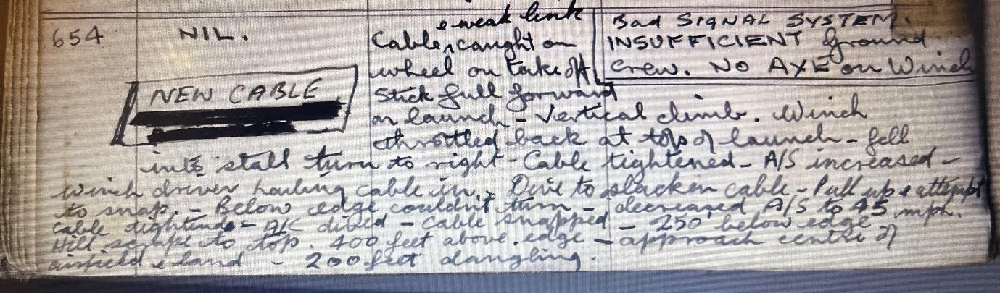 654
NIL.
NEW CABLE
& weak link
Cable caught on
wheel on take off
Stick full forward
on launch - Vertical climb. Winch
throttled back at top of launch - fell
into stall turn to right - Cable tightened - A/S increased -
winch driver hauling cable in. - Dive to slacken cable - Pull up & attempt
to snap. - Below edge couldn't turn - decreased A/S to 45 mph.
cable tightened - A/C dived - Cable snapped - 250' below edge
Hill scrape to top. 400 feet above edge - approach centre of
airfield & land - 200 feet dangling.
Bad SIGNAL SYSTEM.
INSUFFICIENT ground
crew. NO AXE on Winch